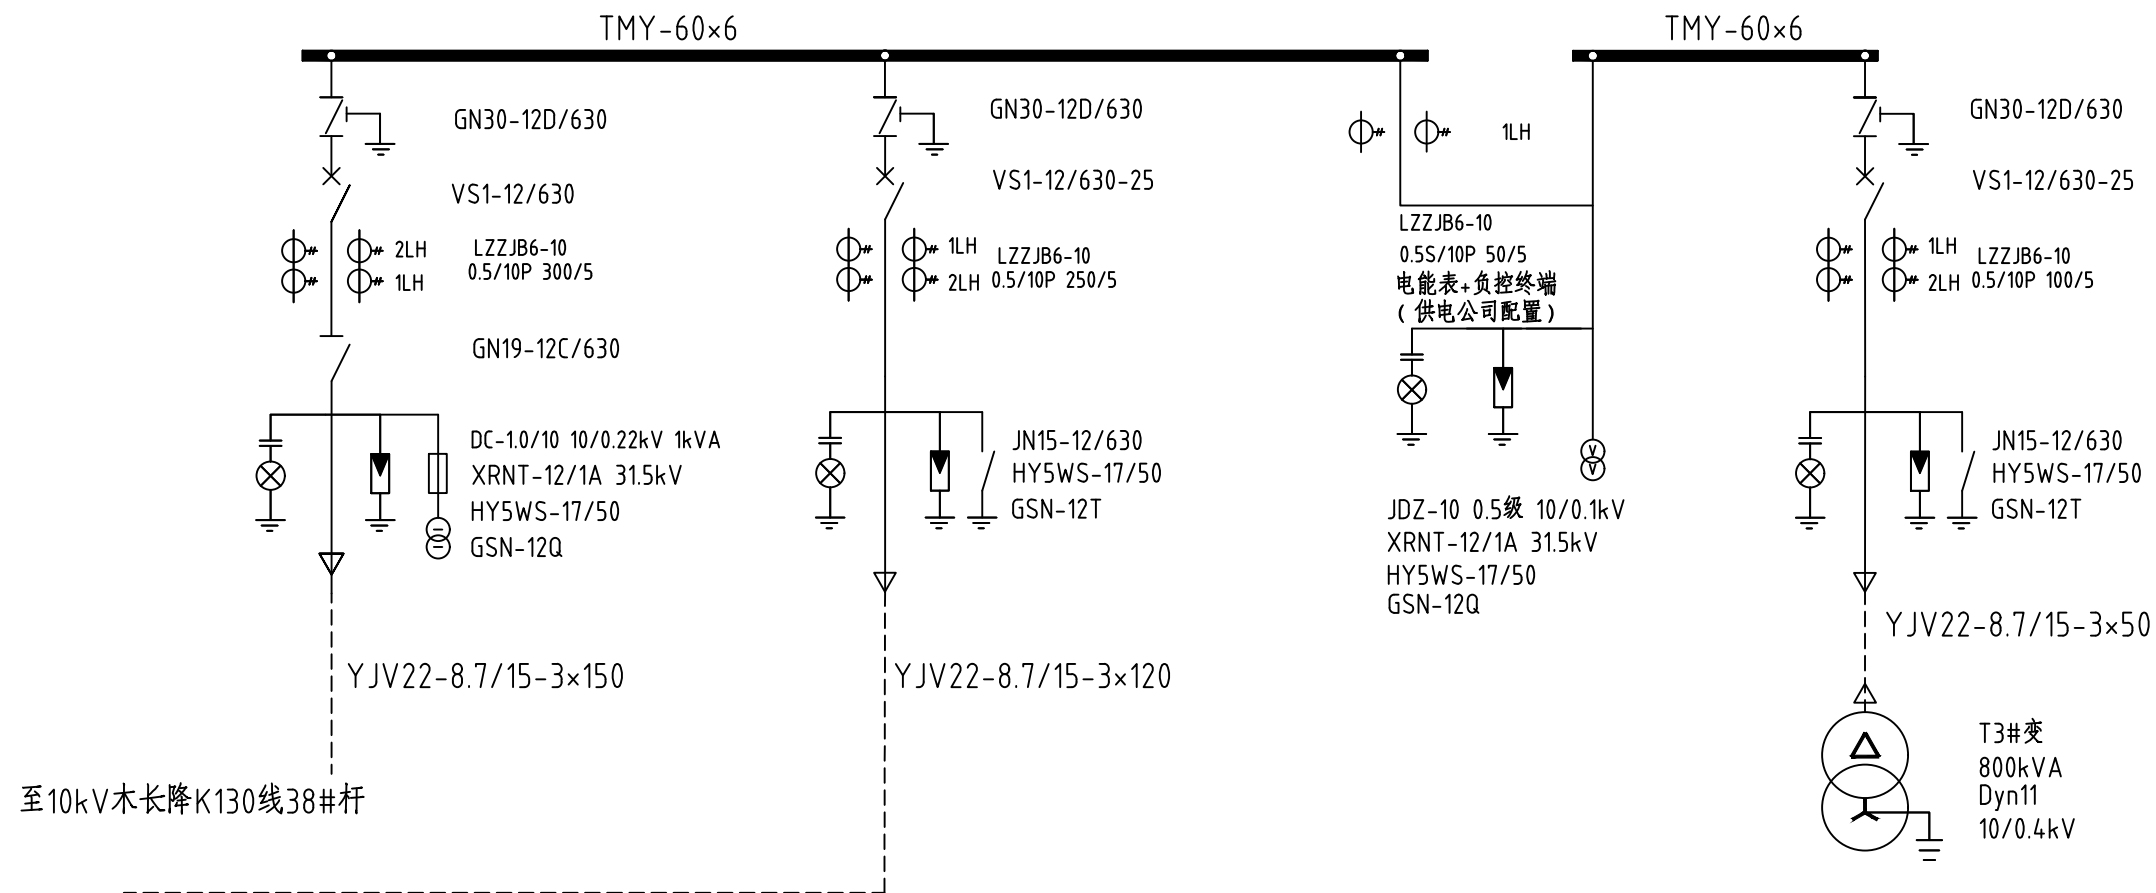 TMY-60×6
TMY-60×6
GN30-12D/630
VS1-12/630
2LH
1LH
LZZJB6-10
0.5/10P 300/5
GN19-12C/630
DC-1.0/10 10/0.22kV 1kVA
XRNT-12/1A 31.5kV
HY5WS-17/50
GSN-12Q
YJV22-8.7/15-3×150
至10kV木长降K130线38#杆
GN30-12D/630
VS1-12/630-25
1LH
2LH
LZZJB6-10
0.5/10P 250/5
JN15-12/630
HY5WS-17/50
GSN-12T
YJV22-8.7/15-3×120
1LH
LZZJB6-10
0.5S/10P 50/5
电能表+负控终端
(供电公司配置)
V
V
JDZ-10 0.5级 10/0.1kV
XRNT-12/1A 31.5kV
HY5WS-17/50
GSN-12Q
GN30-12D/630
VS1-12/630-25
1LH
2LH
LZZJB6-10
0.5/10P 100/5
JN15-12/630
HY5WS-17/50
GSN-12T
YJV22-8.7/15-3×50
T3#变
800kVA
Dyn11
10/0.4kV